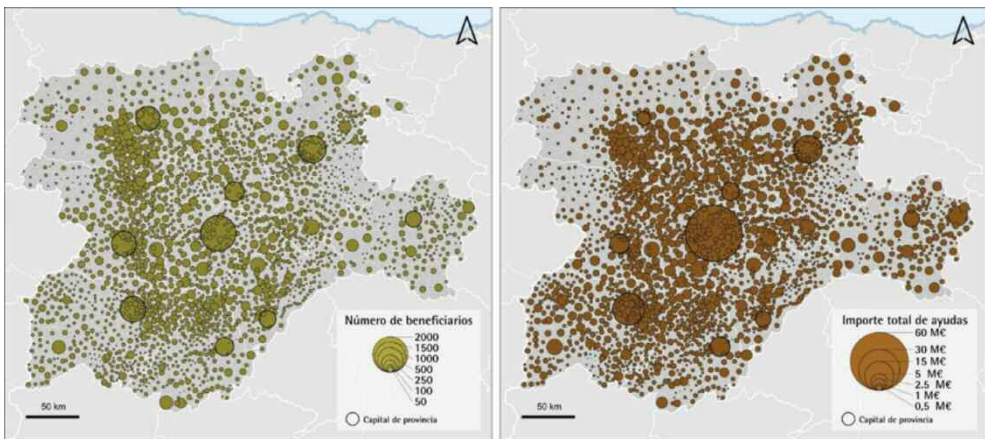 Número de beneficiarios
2000
1500
1000
500
250
100
50
Capital de provincia
50 km
Importe total de ayudas
60 M€
30 M€
15 M€
5 M€
2.5 M€
1 M€
0,5 M€
Capital de provincia
50 km